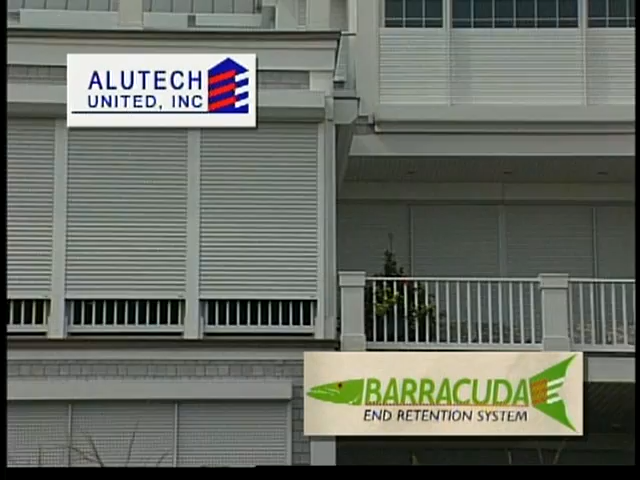 ALUTECH
UNITED, INC
BARRACUDA
END RETENTION SYSTEM